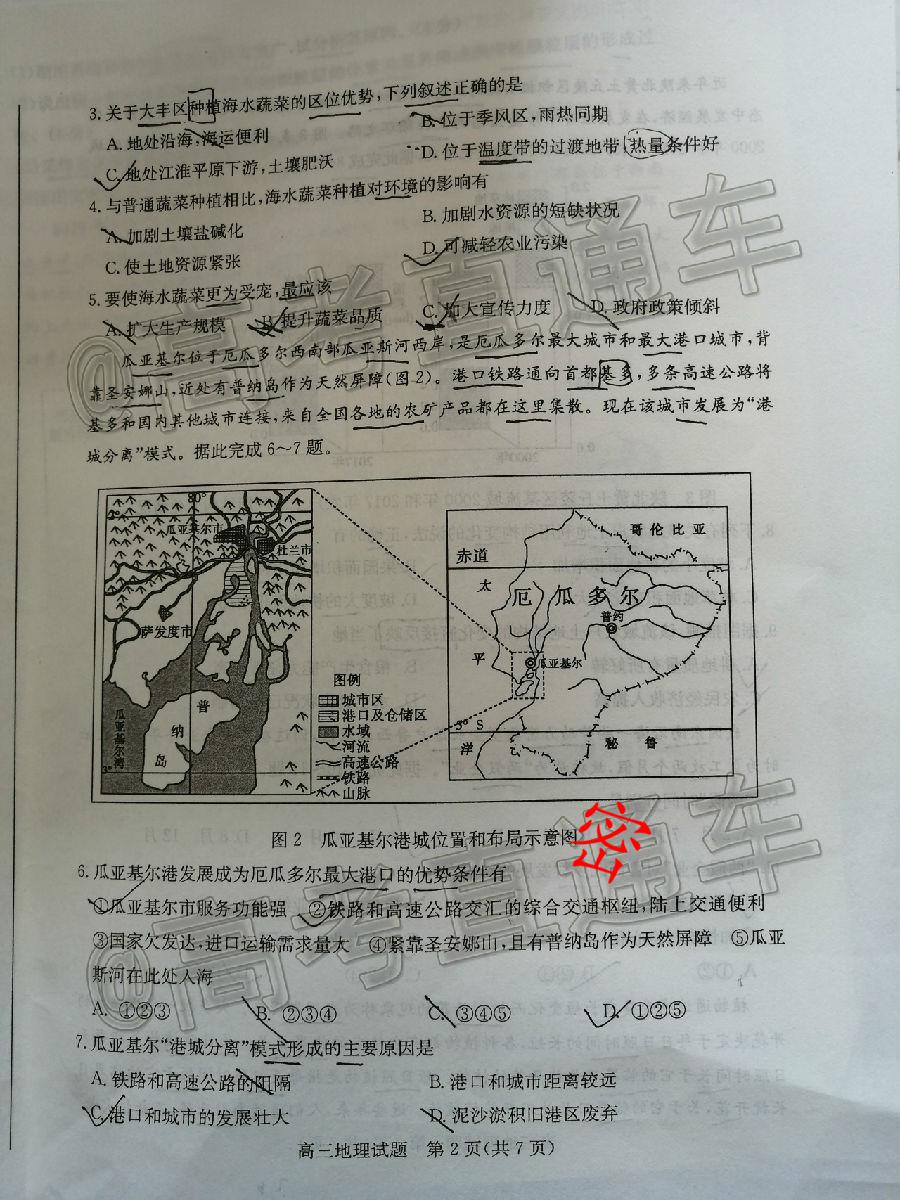 3.关于大丰区种植海水蔬菜的区位优势,下列叙述正确的是
A.地处沿海,海运便利 B.位于季风区,雨热同期
C.地处江淮平原下游,土壤肥沃 D.位于温度带的过渡地带,热量条件好
4.与普通蔬菜种植相比,海水蔬菜种植对环境的影响有
A.加剧土壤盐碱化 B.加剧水资源的短缺状况
C.使土地资源紧张 D.可减轻农业污染
5.要使海水蔬菜更为受宠,最应该
A.扩大生产规模 B.提升蔬菜品质 C.拓大宣传力度 D.政府政策倾斜
瓜亚基尔位于厄瓜多尔西南部瓜亚斯河西岸,是厄瓜多尔最大城市和最大港口城市,背
靠圣安娜山,近处有普纳岛作为天然屏障(图2)。港口铁路通向首都基多,多条高速公路将
基多和国内其他城市连接,来自全国各地的农矿产品都在这里集散。现在该城市发展为“港
城分离”模式。据此完成6～7题。
80°
2°
瓜亚基尔市
杜兰市
萨发度市
普
纳
岛
瓜亚基尔湾
3°
图例
城市区
港口及仓储区
水域
河流
高速公路
铁路
山脉
哥伦比亚
赤道
太
平
洋
厄瓜多尔
普约
瓜亚基尔
3° S
秘鲁
图2 瓜亚基尔港城位置和布局示意图
密
6.瓜亚基尔港发展成为厄瓜多尔最大港口的优势条件有
①瓜亚基尔市服务功能强 ②铁路和高速公路交汇的综合交通枢纽,陆上交通便利
③国家欠发达,进口运输需求量大 ④紧靠圣安娜山,且有普纳岛作为天然屏障 ⑤瓜亚
斯河在此处入海
A.①②③ B.②③④ C.③④⑤ D.①②⑤
7.瓜亚基尔“港城分离”模式形成的主要原因是
A.铁路和高速公路的阻隔 B.港口和城市距离较远
C.港口和城市的发展壮大 D.泥沙淤积旧港区废弃
高三地理试题 第2页(共7页)
@高考直通车
@高考直通车